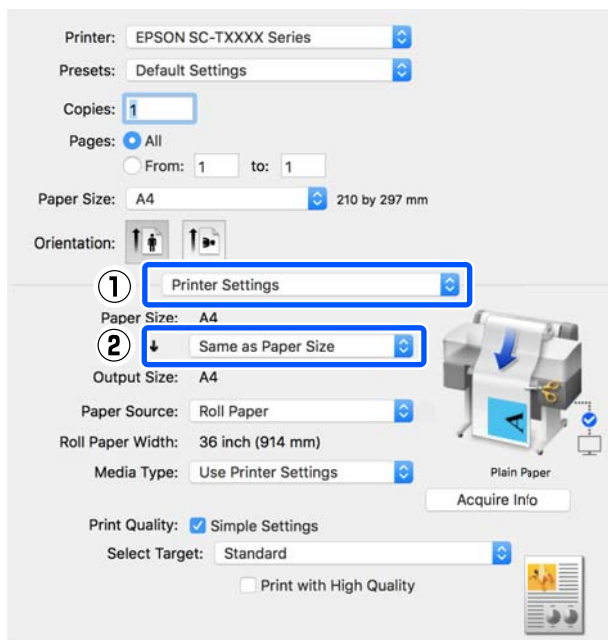 Printer: EPSON SC-TXXXX Series
Presets: Default Settings
Copies: 1
Pages: All
From: 1 to: 1
Paper Size: A4 210 by 297 mm
Orientation:
① Printer Settings
Paper Size: A4
② Same as Paper Size
Output Size: A4
Paper Source: Roll Paper
Roll Paper Width: 36 inch (914 mm)
Media Type: Use Printer Settings
Plain Paper
Acquire Info
Print Quality: Simple Settings
Select Target: Standard
Print with High Quality